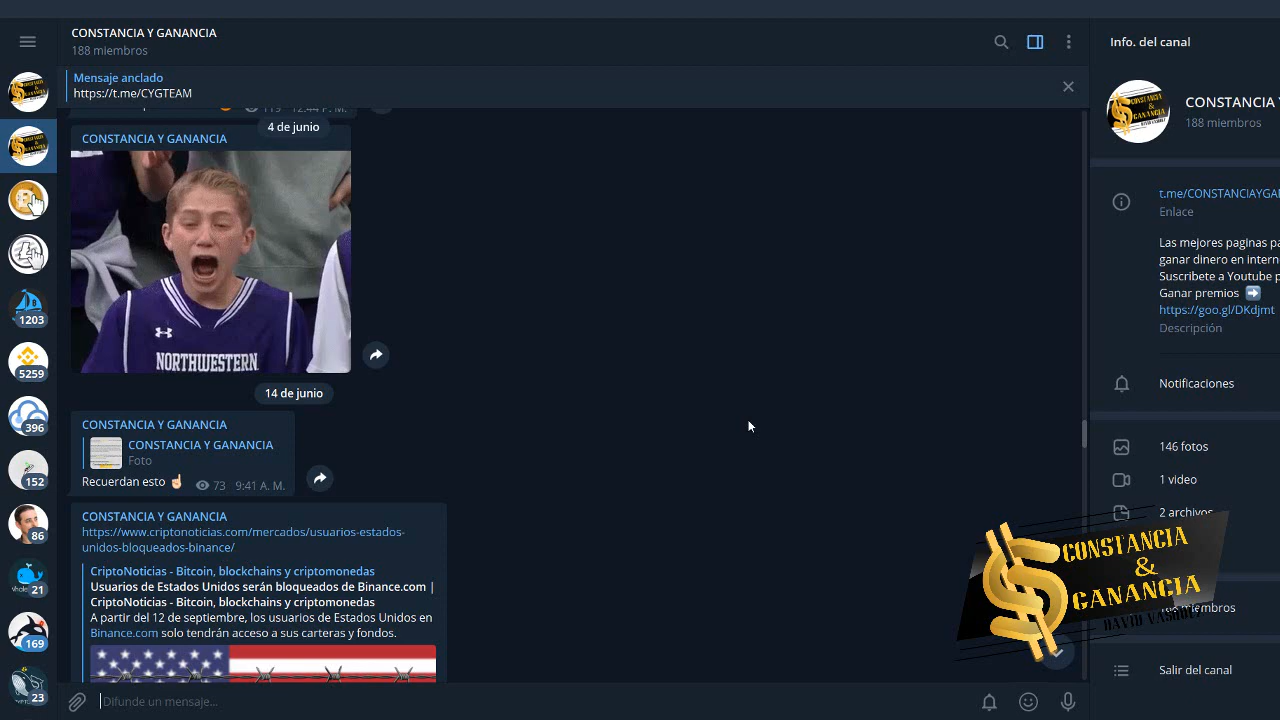 CONSTANCIA Y GANANCIA
188 miembros
Mensaje anclado
https://t.me/CYGTEAM
4 de junio
CONSTANCIA Y GANANCIA
NORTHWESTERN
14 de junio
CONSTANCIA Y GANANCIA
CONSTANCIA Y GANANCIA
Foto
Recuerdan esto ☝🏻 73 9:41 A. M.
CONSTANCIA Y GANANCIA
https://www.criptonoticias.com/mercados/usuarios-estados-
unidos-bloqueados-binance/
CriptoNoticias - Bitcoin, blockchains y criptomonedas
Usuarios de Estados Unidos serán bloqueados de Binance.com |
CriptoNoticias - Bitcoin, blockchains y criptomonedas
A partir del 12 de septiembre, los usuarios de Estados Unidos en
Binance.com solo tendrán acceso a sus carteras y fondos.
Difunde un mensaje...
1203
5259
396
152
86
21
169
23
Info. del canal
CONSTANCIA
188 miembros
t.me/CONSTANCIAYGA
Enlace
Las mejores paginas pa
ganar dinero en intern
Suscribete a Youtube p
Ganar premios ➡️
https://goo.gl/DKdjmt
Descripción
Notificaciones
146 fotos
1 video
2 archivos
miembros
Salir del canal
CONSTANCIA
&
GANANCIA